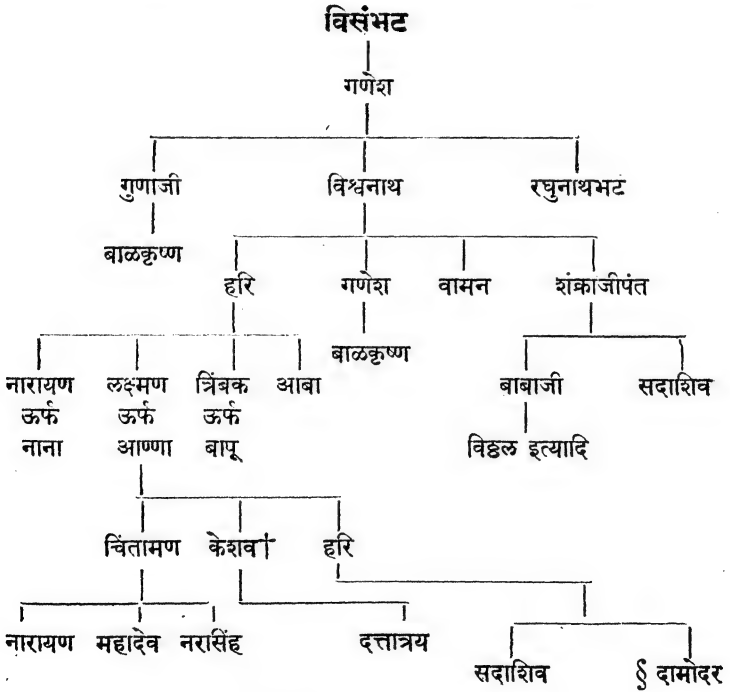 विसंभट
गणेश
गुणाजी विश्वनाथ रघुनाथभट
बाळकृष्ण
हरि गणेश वामन शंक्राजीपंत
बाळकृष्ण
नारायण लक्ष्मण त्रिंबक आबा बाबाजी सदाशिव
ऊर्फ ऊर्फ ऊर्फ
नाना आण्णा बापू विठ्ठल इत्यादि
चिंतामण केशव† हरि
नारायण महादेव नरासिंह दत्तात्रय
सदाशिव § दामोदर